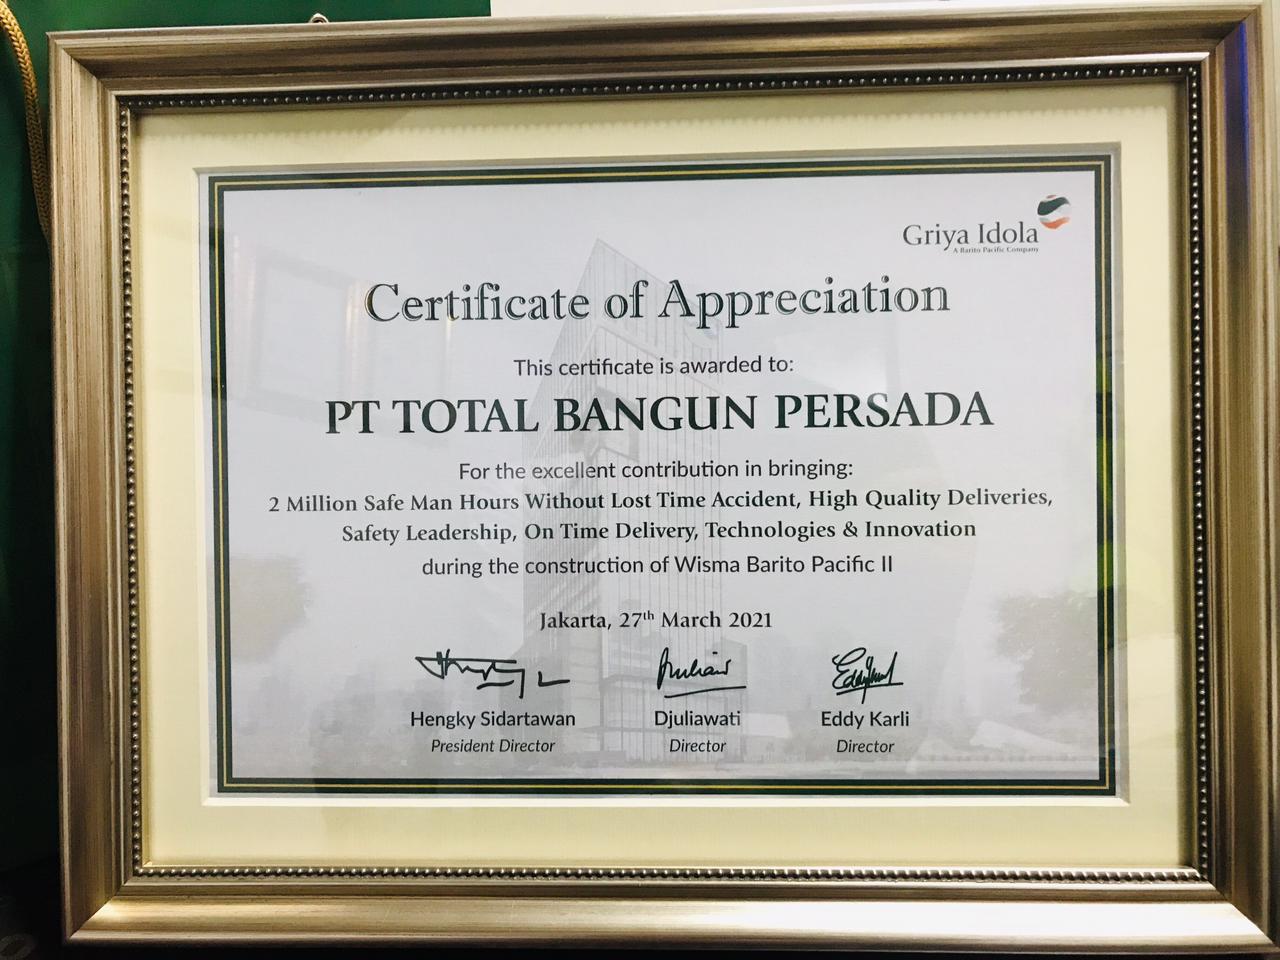 Griya Idola
A Barito Pacific Company
Certificate of Appreciation
This certificate is awarded to:
PT TOTAL BANGUN PERSADA
For the excellent contribution in bringing:
2 Million Safe Man Hours Without Lost Time Accident, High Quality Deliveries,
Safety Leadership, On Time Delivery, Technologies & Innovation
during the construction of Wisma Barito Pacific II
Jakarta, 27th March 2021
Hengky Sidartawan Djuliawati Eddy Karli
President Director Director Director